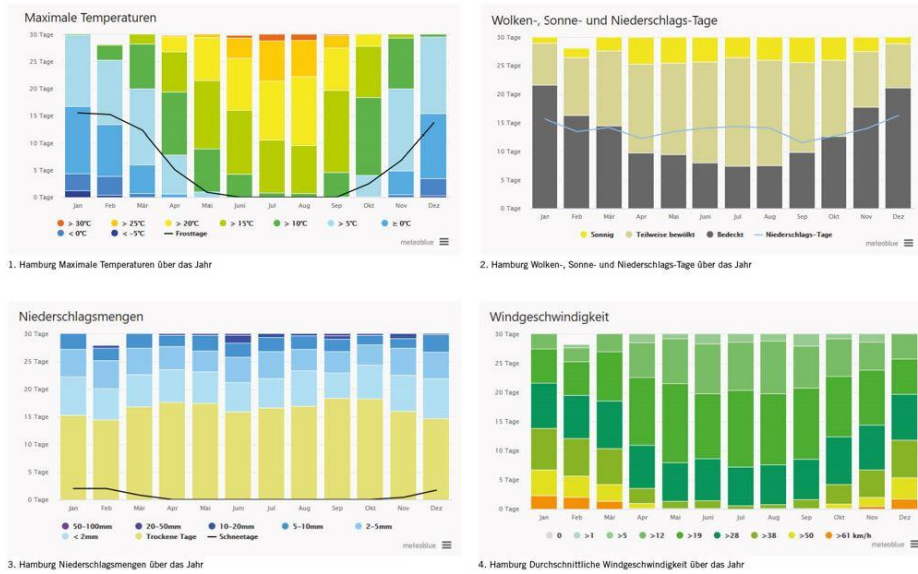 Maximale Temperaturen
30 Tage
25 Tage
20 Tage
15 Tage
10 Tage
5 Tage
0 Tage
Jan Feb Mär Apr Mai Juni Jul Aug Sep Okt Nov Dez
> 30°C > 25°C > 20°C > 15°C > 10°C > 5°C ≥ 0°C
< 0°C < -5°C Frosttage
meteoblue
1. Hamburg Maximale Temperaturen über das Jahr
Wolken-, Sonne- und Niederschlags-Tage
30 Tage
25 Tage
20 Tage
15 Tage
10 Tage
5 Tage
0 Tage
Jan Feb Mär Apr Mai Juni Jul Aug Sep Okt Nov Dez
Sonnig Teilweise bewölkt Bedeckt Niederschlags-Tage
meteoblue
2. Hamburg Wolken-, Sonne- und Niederschlags-Tage über das Jahr
Niederschlagsmengen
30 Tage
25 Tage
20 Tage
15 Tage
10 Tage
5 Tage
0 Tage
Jan Feb Mär Apr Mai Juni Jul Aug Sep Okt Nov Dez
50-100mm 20-50mm 10-20mm 5-10mm 2-5mm
< 2mm Trockene Tage Schneetage
meteoblue
3. Hamburg Niederschlagsmengen über das Jahr
Windgeschwindigkeit
30 Tage
25 Tage
20 Tage
15 Tage
10 Tage
5 Tage
0 Tage
Jan Feb Mär Apr Mai Juni Jul Aug Sep Okt Nov Dez
0 >1 >5 >12 >19 >28 >38 >50 >61 km/h
meteoblue
4. Hamburg Durchschnittliche Windgeschwindigkeit über das Jahr